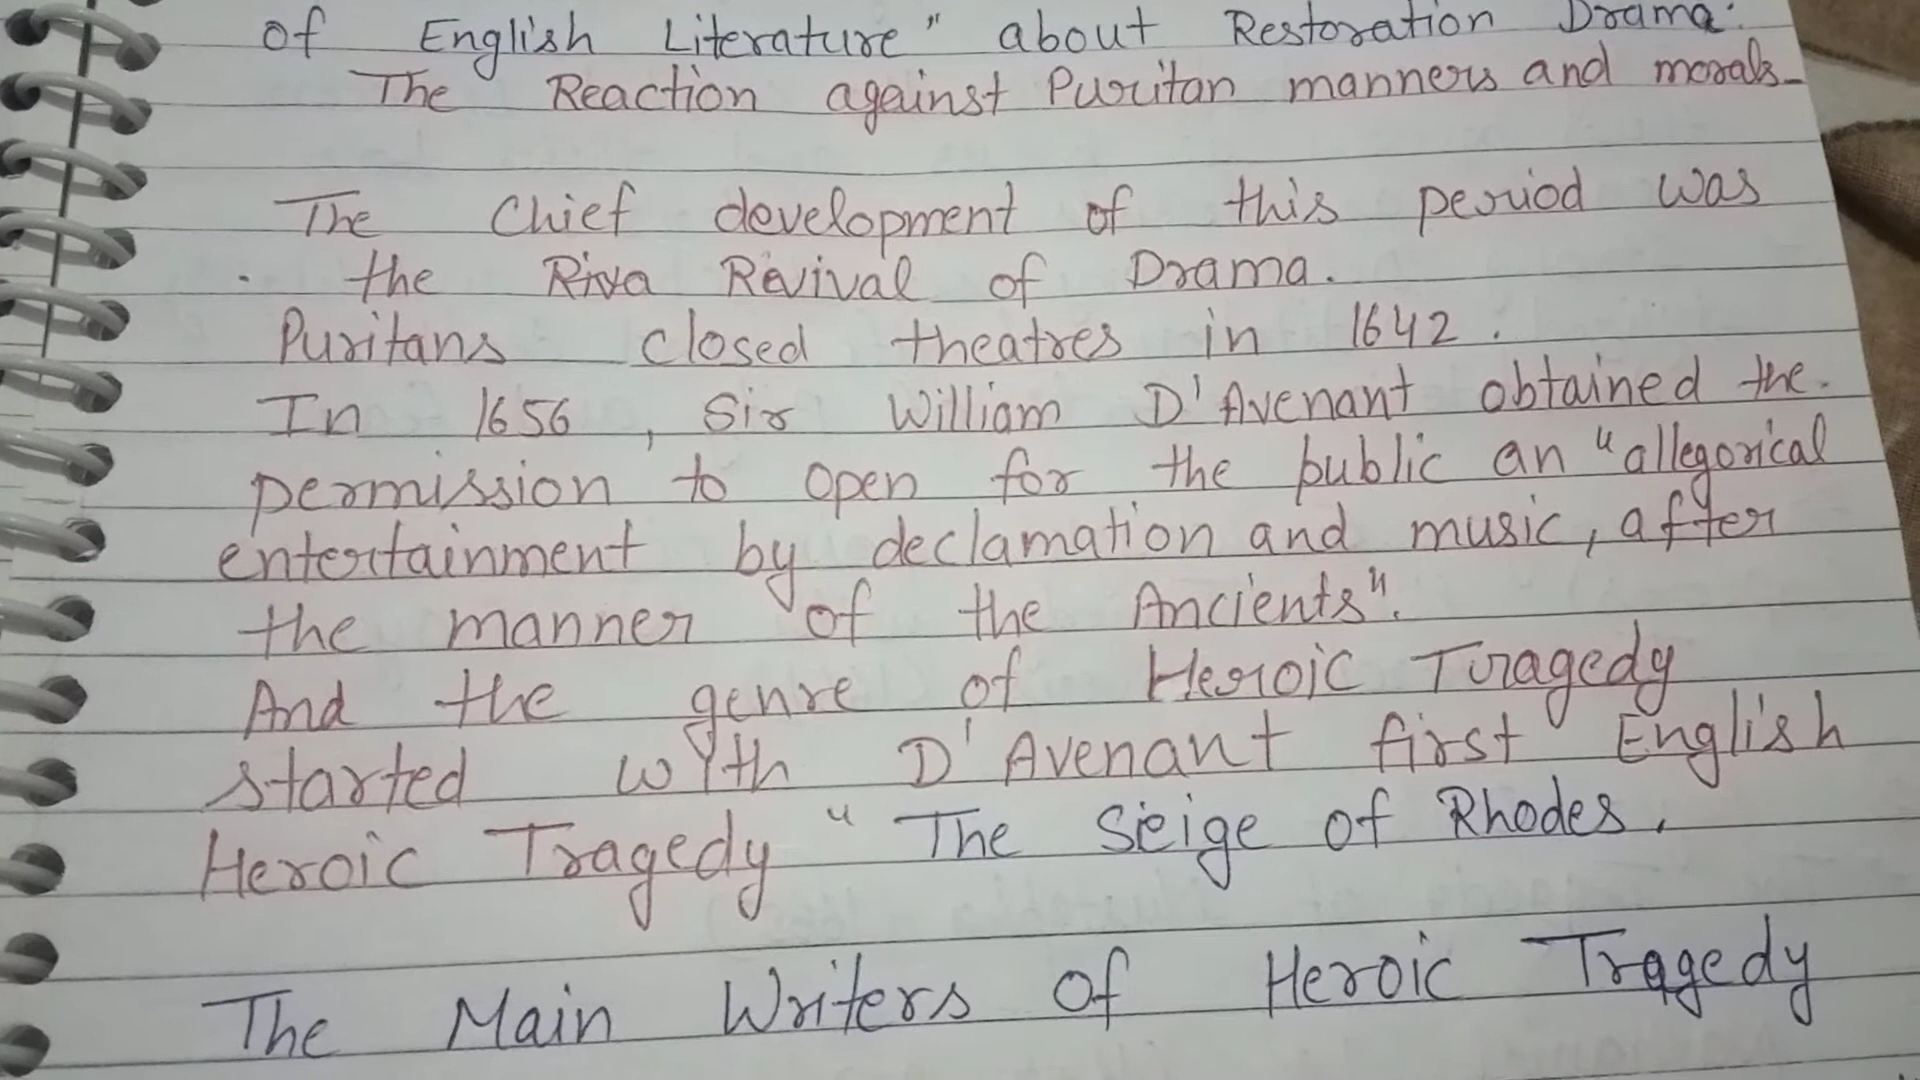 of English Literature" about Restoration Drama.
The Reaction against Puritan manners and morals-
The Chief development of this period was
the Riva Revival of Drama.
Puritans closed theatres in 1642.
In 1656, Sir William D'Avenant obtained the
permission to open for the public an "allegorical
entertainment by declamation and music, after
the manner of the Ancients".
And the genre of Heroic Tragedy
started with D'Avenant first English
Heroic Tragedy " The Seige of Rhodes.
The Main Writers of Heroic Tragedy